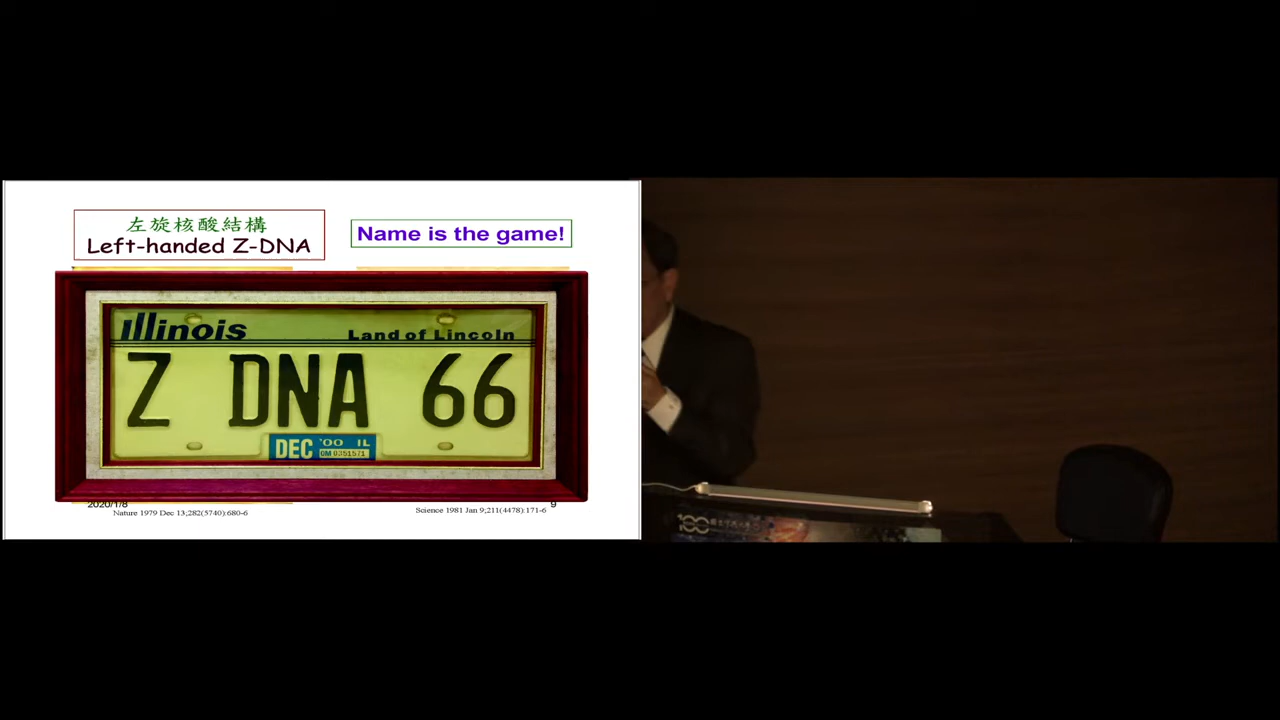 左旋核酸結構
Left-handed Z-DNA
Name is the game!
Illinois
Land of Lincoln
Z DNA 66
DEC '00 IL
0351571
2020/1/8
9
Nature 1979 Dec 13;282(5740):680-6
Science 1981 Jan 9;211(4478):171-6
100